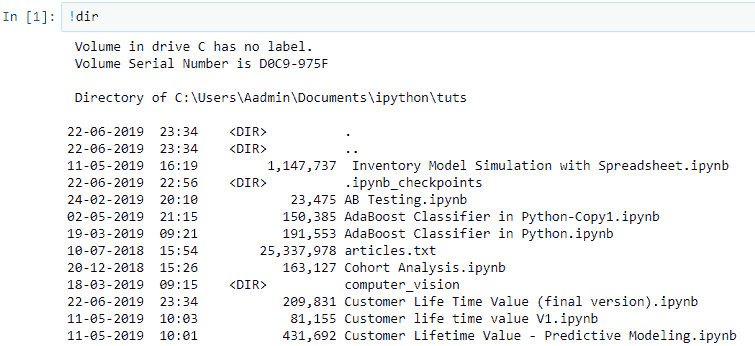 In [1]: !dir
Volume in drive C has no label.
Volume Serial Number is D0C9-975F
Directory of C:\Users\Aadmin\Documents\ipython\tuts
22-06-2019 23:34 <DIR> .
22-06-2019 23:34 <DIR> ..
11-05-2019 16:19 1,147,737 Inventory Model Simulation with Spreadsheet.ipynb
22-06-2019 22:56 <DIR> .ipynb_checkpoints
24-02-2019 20:10 23,475 AB Testing.ipynb
02-05-2019 21:15 150,385 AdaBoost Classifier in Python-Copy1.ipynb
19-03-2019 09:21 191,553 AdaBoost Classifier in Python.ipynb
10-07-2018 15:54 25,337,978 articles.txt
20-12-2018 15:26 163,127 Cohort Analysis.ipynb
18-03-2019 09:15 <DIR> computer_vision
22-06-2019 23:34 209,831 Customer Life Time Value (final version).ipynb
11-05-2019 10:03 81,155 Customer life time value V1.ipynb
11-05-2019 10:01 431,692 Customer Lifetime Value - Predictive Modeling.ipynb